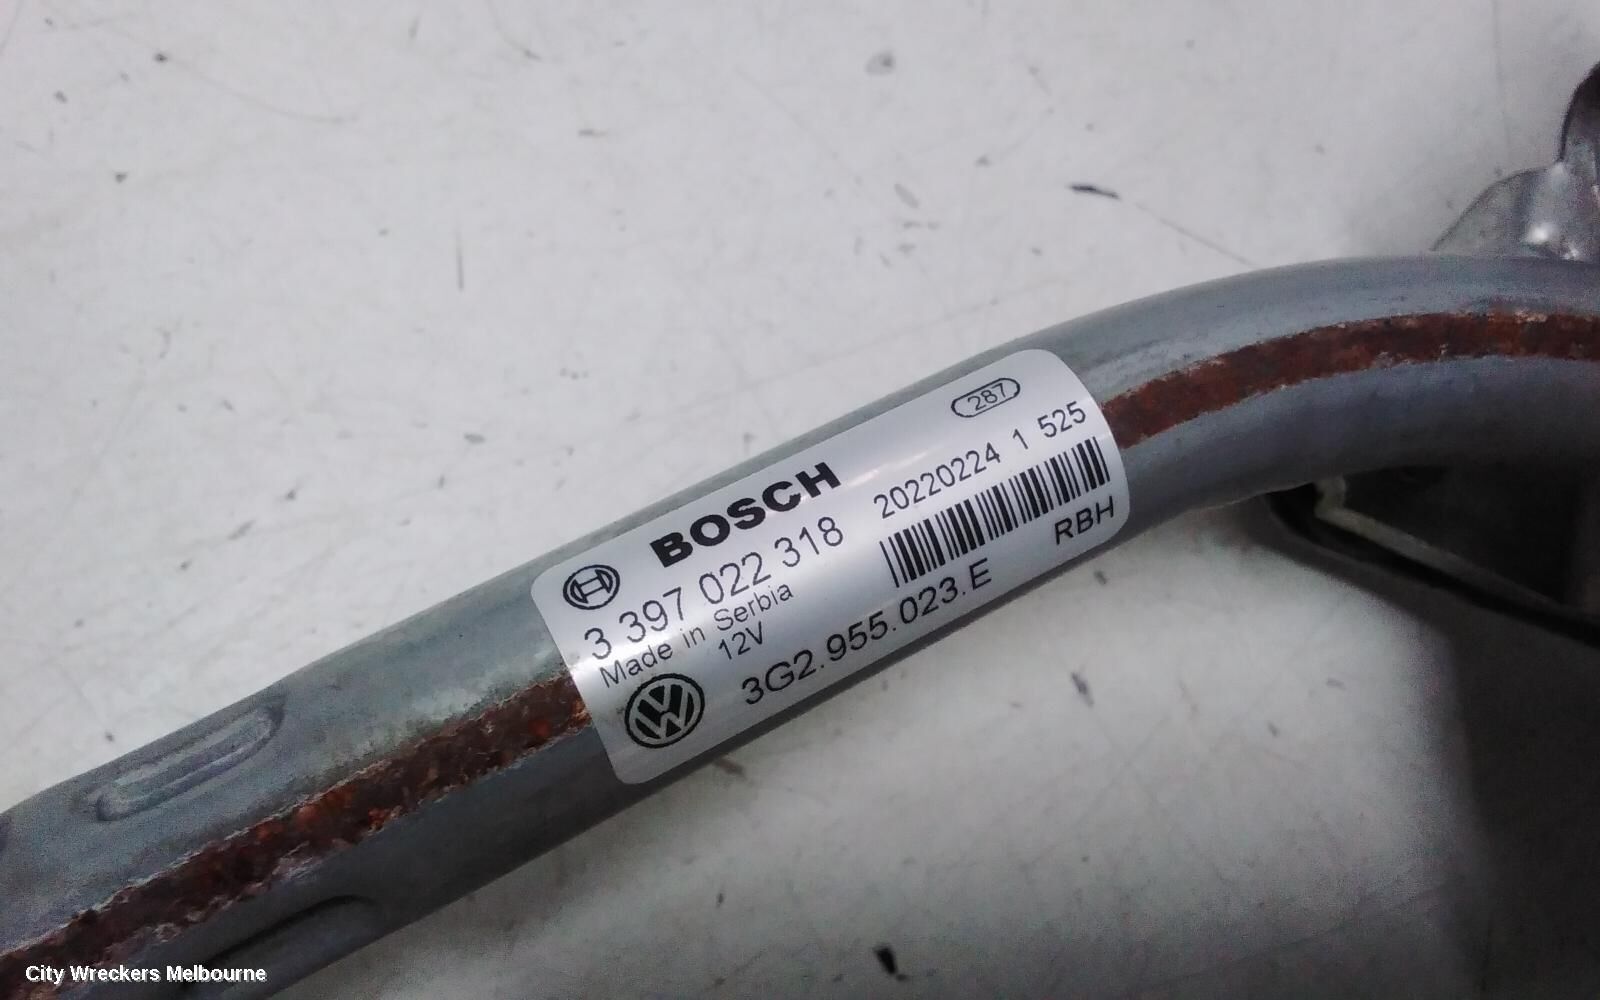 287
BOSCH
20220224 1 525
3 397 022 318
Made in Serbia
12V
RBH
3G2.955.023.E
City Wreckers Melbourne